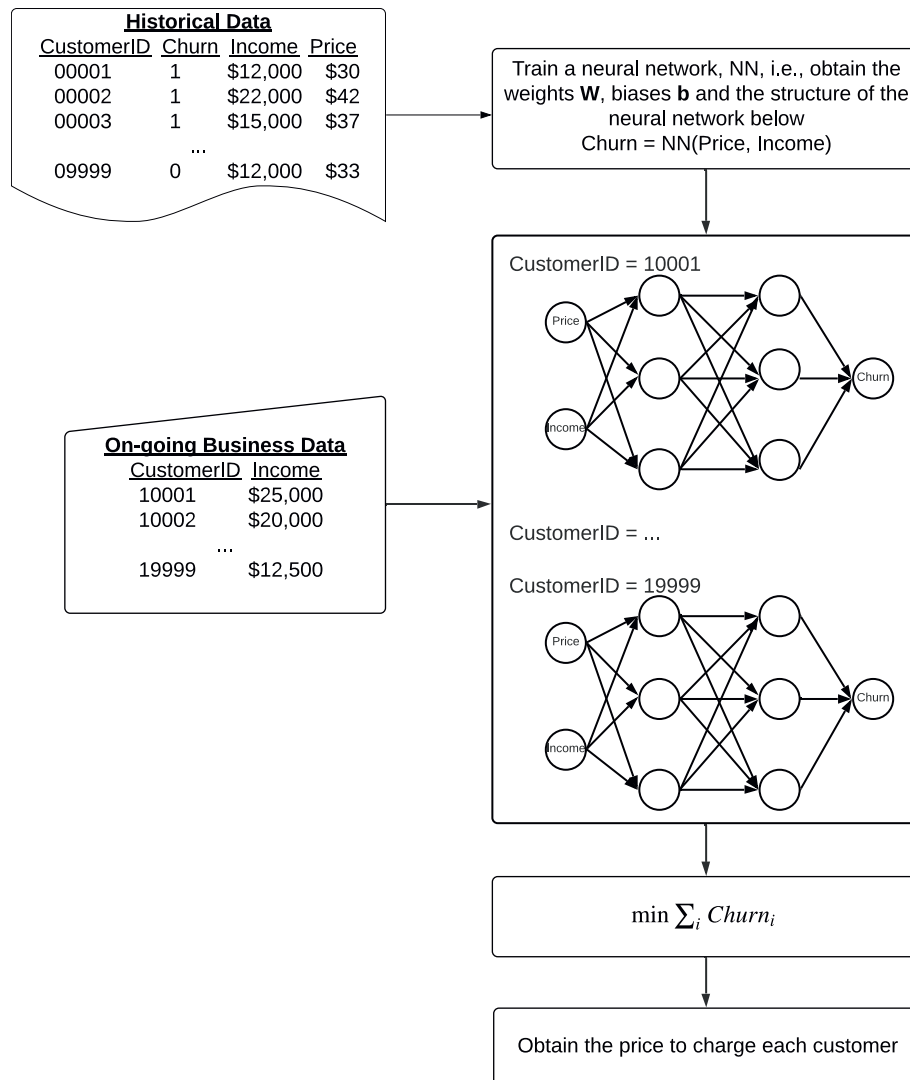 Historical Data
CustomerID Churn Income Price
00001 1 $12,000 $30
00002 1 $22,000 $42
00003 1 $15,000 $37
...
09999 0 $12,000 $33
Train a neural network, NN, i.e., obtain the
weights W, biases b and the structure of the
neural network below
Churn = NN(Price, Income)
On-going Business Data
CustomerID Income
10001 $25,000
10002 $20,000
...
19999 $12,500
CustomerID = 10001
Price
Churn
Income
CustomerID = ...
CustomerID = 19999
Price
Churn
Income
min ∑i Churni
Obtain the price to charge each customer